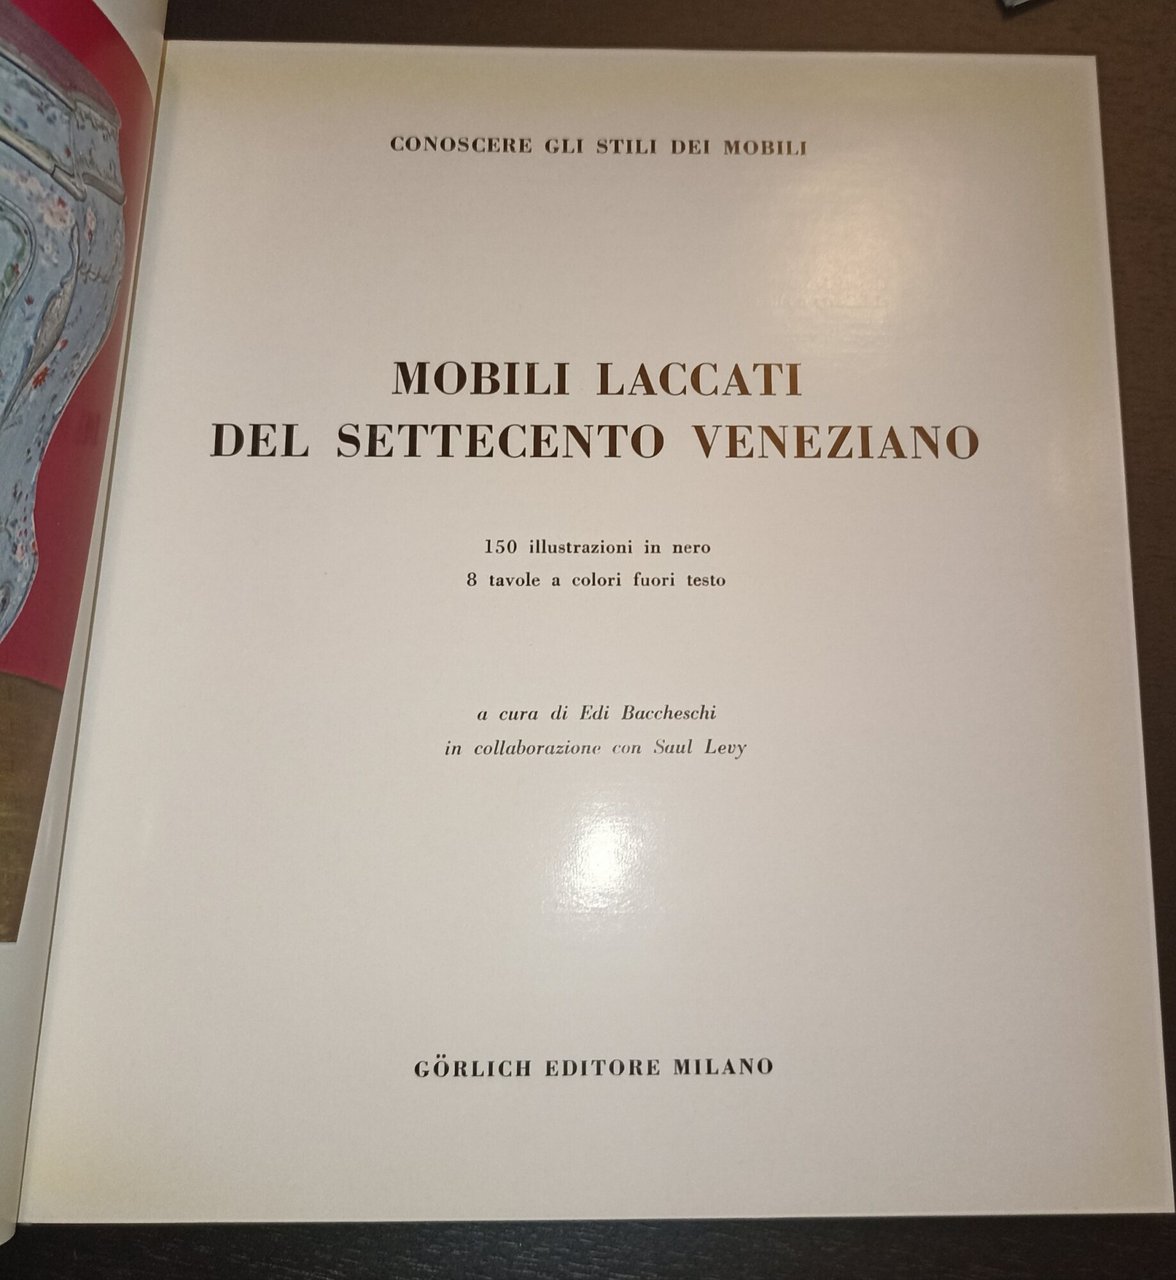 CONOSCERE GLI STILI DEI MOBILI
MOBILI LACCATI
DEL SETTECENTO VENEZIANO
150 illustrazioni in nero
8 tavole a colori fuori testo
a cura di Edi Baccheschi
in collaborazione con Saul Levy
GÖRLICH EDITORE MILANO